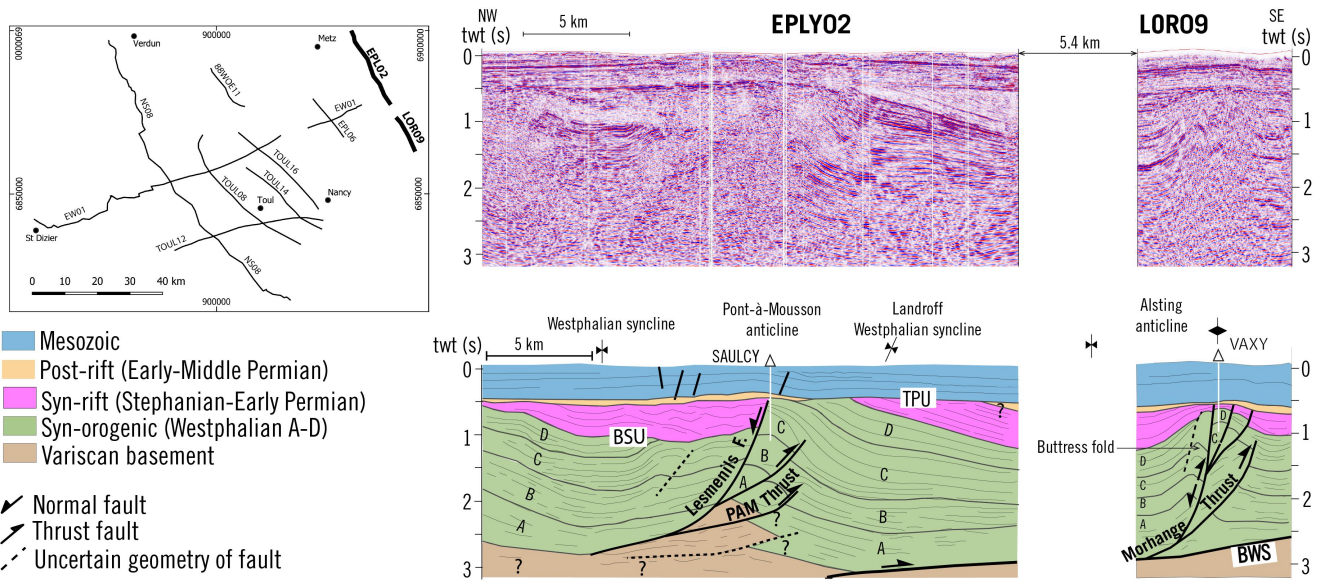 900000
6900000
6900000
Verdun
Metz
88WOE11
EPL02
NS08
EW01
EPL06
LOR09
TOUL16
TOUL14
TOUL08
Nancy
Toul
6850000
6850000
EW01
St Dizier
TOUL12
NS08
0 10 20 30 40 km
900000
NW
twt (s)
5 km
EPLY02
5.4 km
LOR09
SE
twt (s)
0
1
2
3
0
1
2
3
Mesozoic
Post-rift (Early-Middle Permian)
Syn-rift (Stephanian-Early Permian)
Syn-orogenic (Westphalian A-D)
Variscan basement
Normal fault
Thrust fault
Uncertain geometry of fault
Westphalian syncline
Pont-à-Mousson
anticline
Landroff
Westphalian syncline
Alsting
anticline
twt (s)
5 km
SAULCY
VAXY
0
1
2
3
BSU
TPU
?
D
C
B
A
Lesmenils F.
PAM Thrust
C
B
A
D
C
B
A
?
?
?
?
Buttress fold
D
C
D
C
B
A
Morhange Thrust
BWS
0
1
2
3